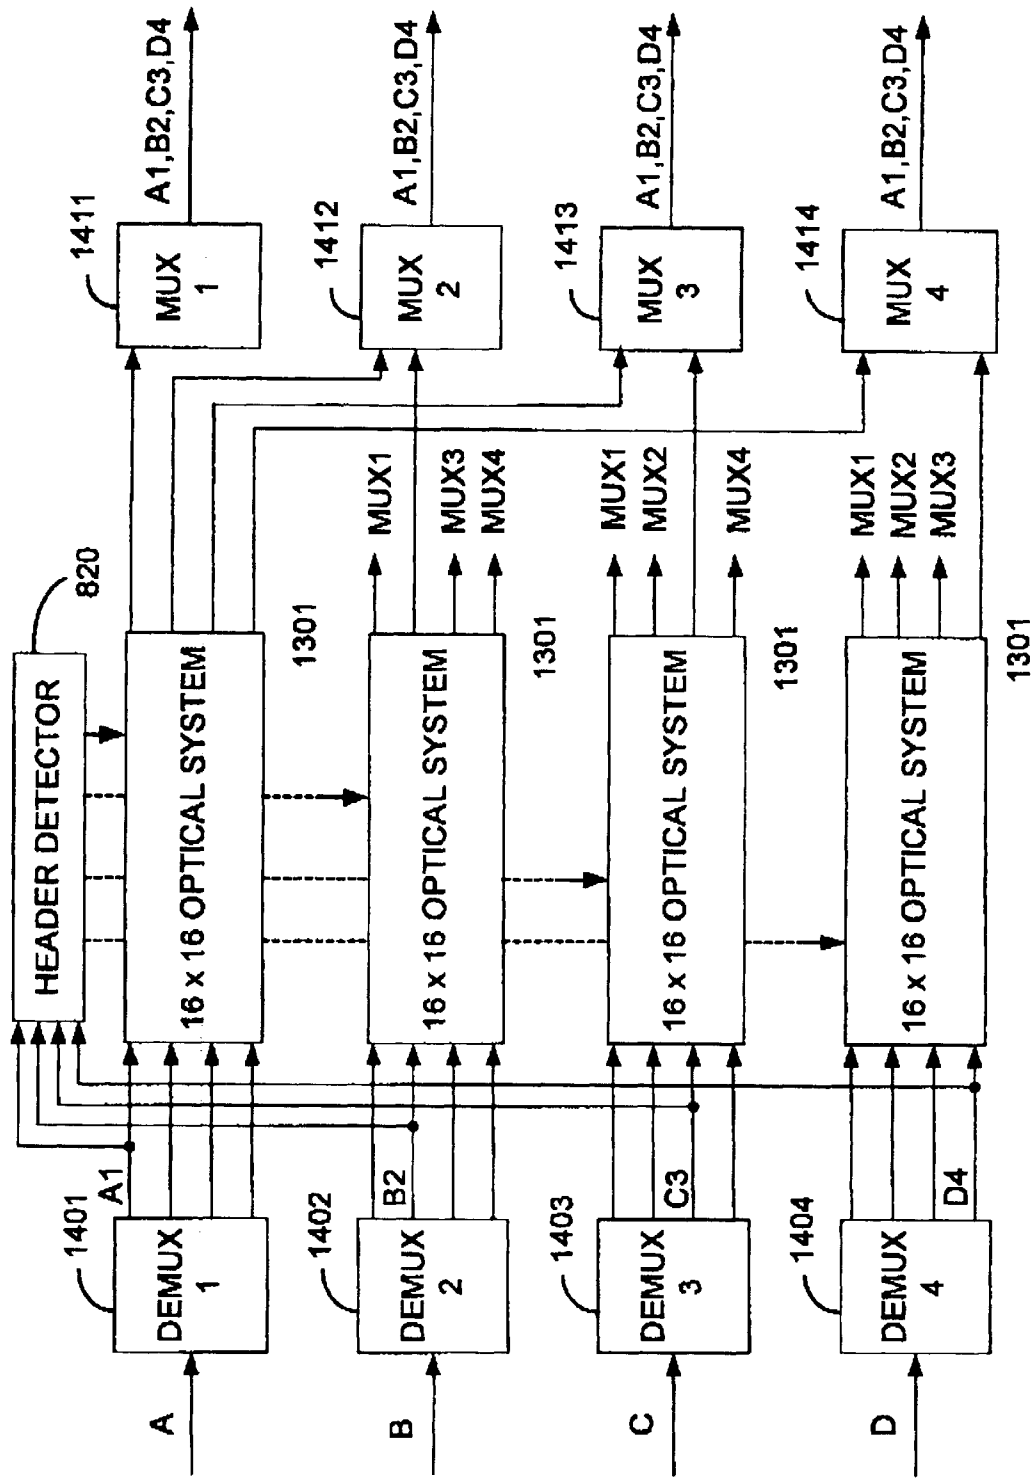 HEADER DETECTOR
820
A
1401
DEMUX
1
A1
16 x 16 OPTICAL SYSTEM
1301
1411
MUX
1
A1,B2,C3,D4
B
1402
DEMUX
2
B2
16 x 16 OPTICAL SYSTEM
1301
MUX1
MUX3
MUX4
1412
MUX
2
A1,B2,C3,D4
C
1403
DEMUX
3
C3
16 x 16 OPTICAL SYSTEM
1301
MUX1
MUX2
MUX4
1413
MUX
3
A1,B2,C3,D4
D
1404
DEMUX
4
D4
16 x 16 OPTICAL SYSTEM
1301
MUX1
MUX2
MUX3
1414
MUX
4
A1,B2,C3,D4